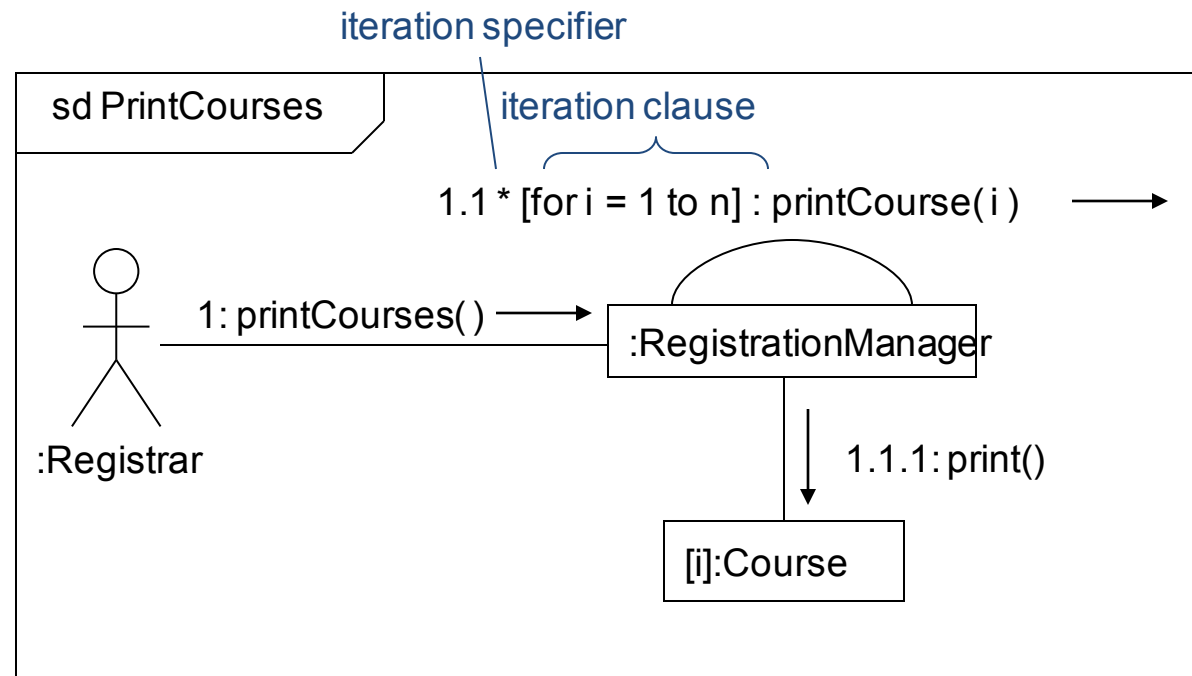 iteration specifier
sd PrintCourses
iteration clause
1.1 * [for i = 1 to n] : printCourse( i )
1: printCourses( )
:RegistrationManager
:Registrar
1.1.1: print()
[i]:Course